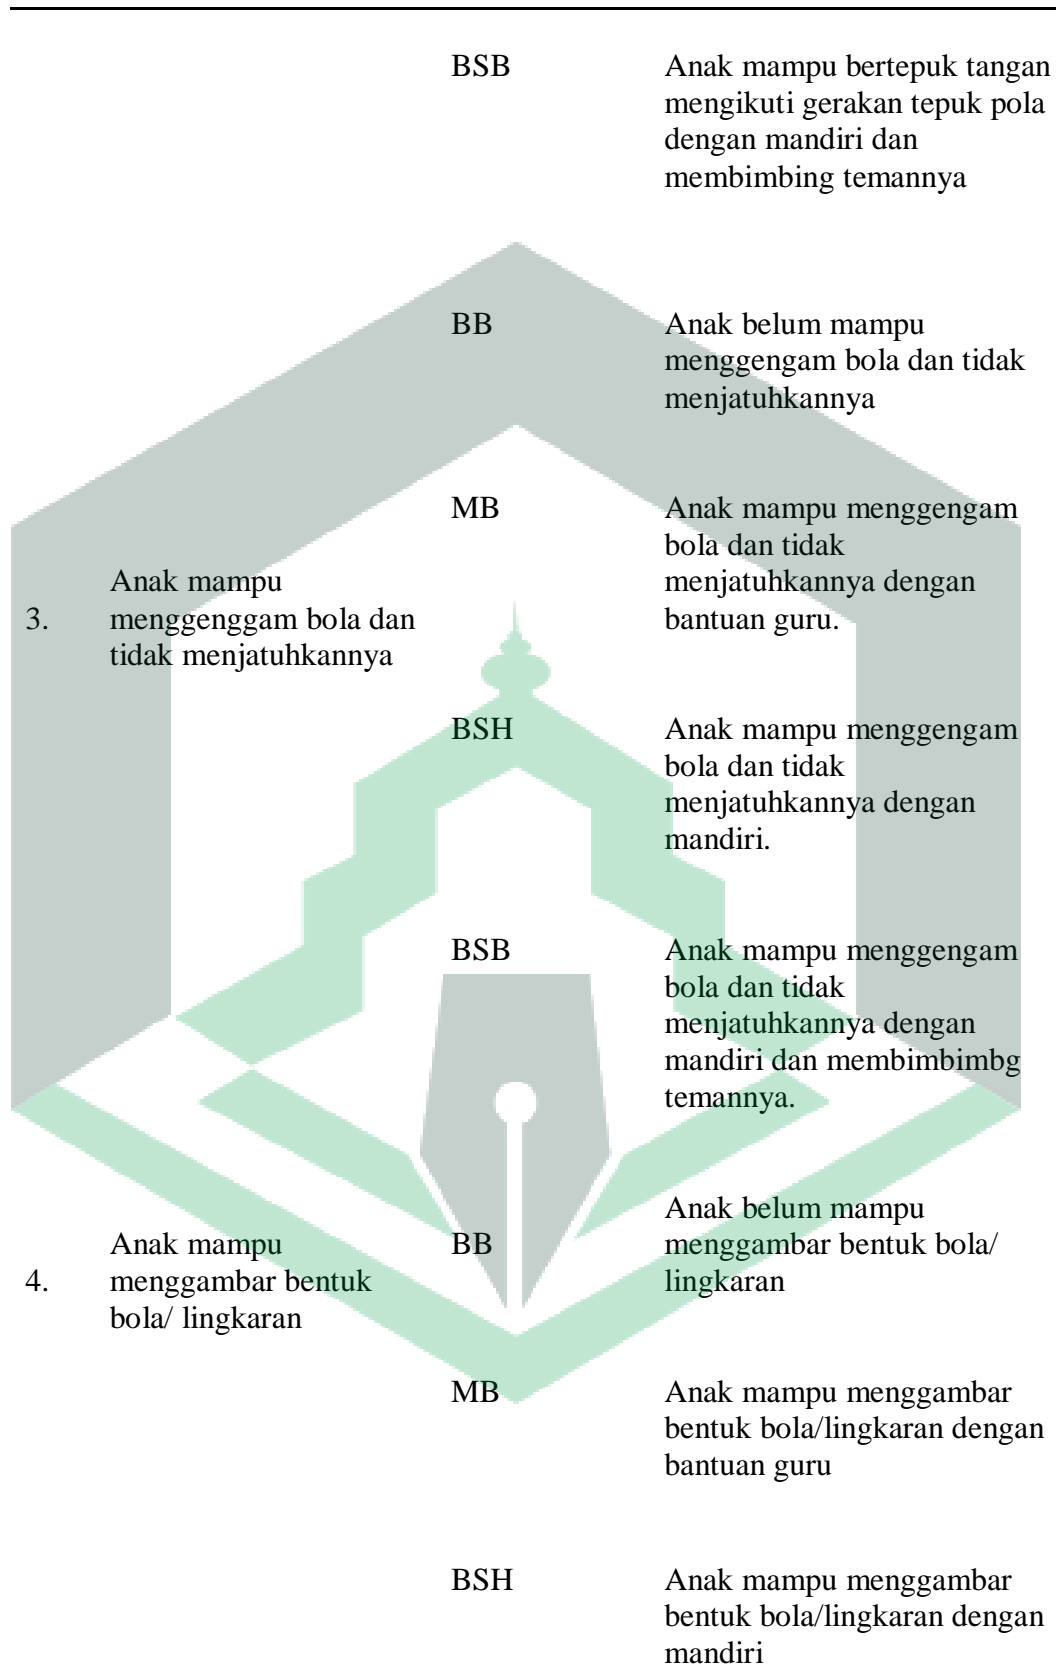 BSB
Anak mampu bertepuk tangan
mengikuti gerakan tepuk pola
dengan mandiri dan
membimbing temannya
3.
Anak mampu
menggenggam bola dan
tidak menjatuhkannya
BB
Anak belum mampu
menggengam bola dan tidak
menjatuhkannya
MB
Anak mampu menggengam
bola dan tidak
menjatuhkannya dengan
bantuan guru.
BSH
Anak mampu menggengam
bola dan tidak
menjatuhkannya dengan
mandiri.
BSB
Anak mampu menggengam
bola dan tidak
menjatuhkannya dengan
mandiri dan membimbimbg
temannya.
4.
Anak mampu
menggambar bentuk
bola/ lingkaran
BB
Anak belum mampu
menggambar bentuk bola/
lingkaran
MB
Anak mampu menggambar
bentuk bola/lingkaran dengan
bantuan guru
BSH
Anak mampu menggambar
bentuk bola/lingkaran dengan
mandiri